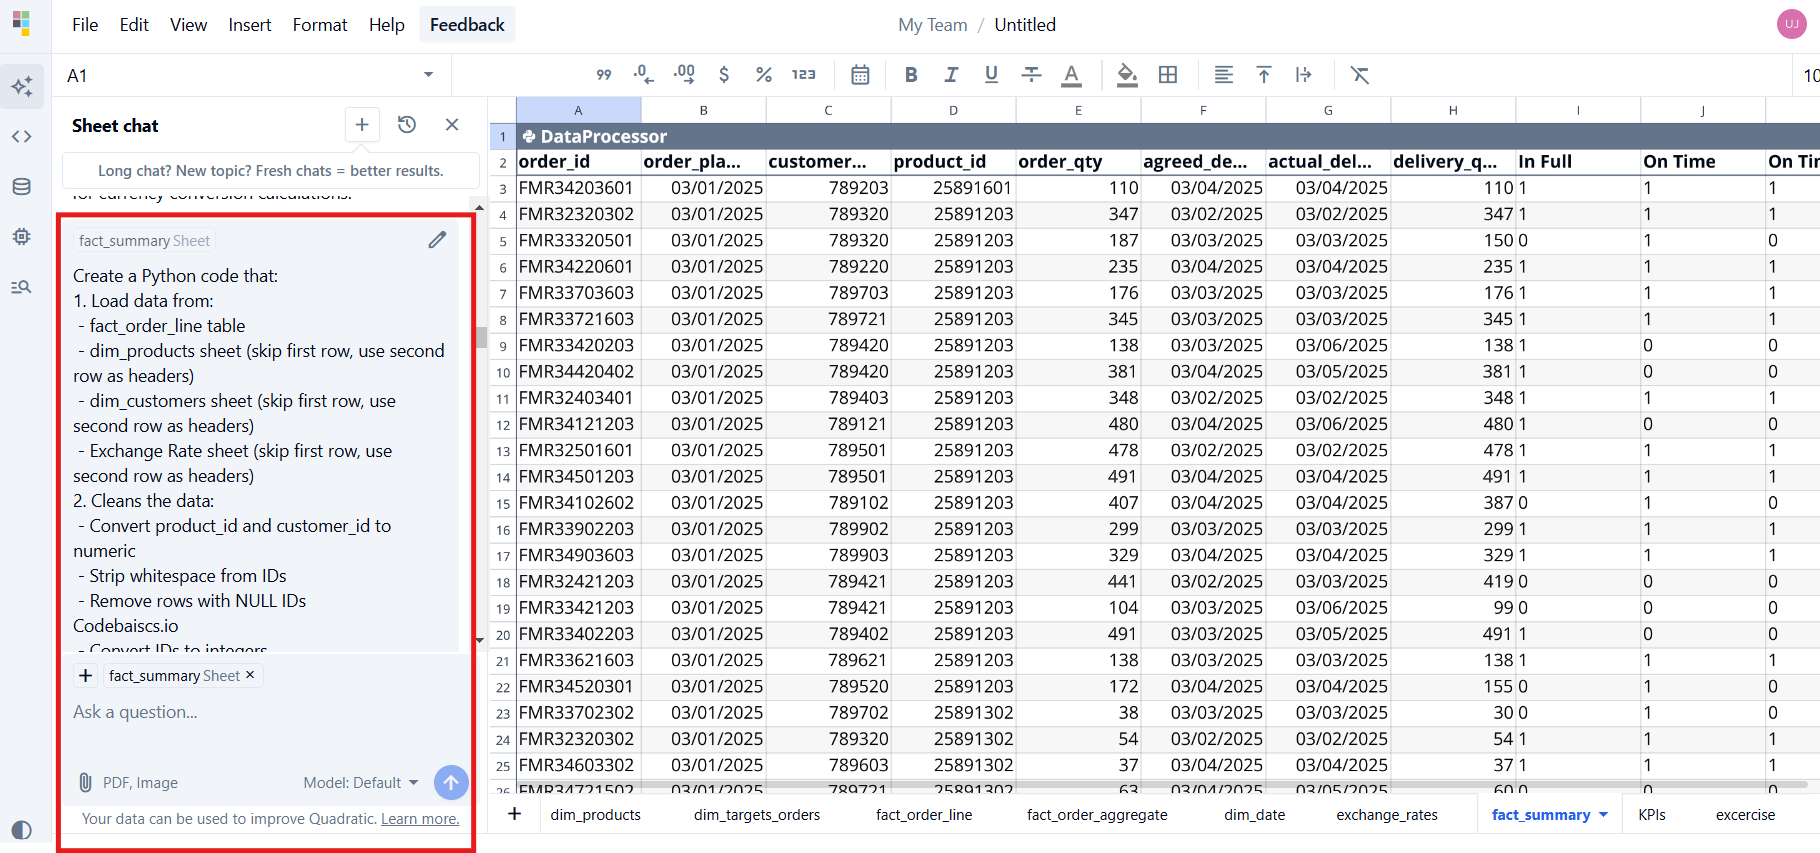 File Edit View Insert Format Help Feedback My Team / Untitled UJ
A1 99 .0 .00 $ % 123 B I U A 10
Sheet chat
Long chat? New topic? Fresh chats = better results.
for currency conversion calculations.
fact_summary Sheet
Create a Python code that:
1. Load data from:
- fact_order_line table
- dim_products sheet (skip first row, use second
row as headers)
- dim_customers sheet (skip first row, use
second row as headers)
- Exchange Rate sheet (skip first row, use
second row as headers)
2. Cleans the data:
- Convert product_id and customer_id to
numeric
- Strip whitespace from IDs
- Remove rows with NULL IDs
Codebaiscs.io
- Convert IDs to integers
+ fact_summary Sheet ×
Ask a question...
PDF, Image Model: Default
Your data can be used to improve Quadratic. Learn more.
A B C D E F G H I J
1 DataProcessor
2 order_id order_pla... customer... product_id order_qty agreed_de... actual_del... delivery_q... In Full On Time On Tim
3 FMR34203601 03/01/2025 789203 25891601 110 03/04/2025 03/04/2025 110 1 1 1
4 FMR32320302 03/01/2025 789320 25891203 347 03/02/2025 03/02/2025 347 1 1 1
5 FMR33320501 03/01/2025 789320 25891203 187 03/03/2025 03/03/2025 150 0 1 0
6 FMR34220601 03/01/2025 789220 25891203 235 03/04/2025 03/04/2025 235 1 1 1
7 FMR33703603 03/01/2025 789703 25891203 176 03/03/2025 03/03/2025 176 1 1 1
8 FMR33721603 03/01/2025 789721 25891203 345 03/03/2025 03/03/2025 345 1 1 1
9 FMR33420203 03/01/2025 789420 25891203 138 03/03/2025 03/06/2025 138 1 0 0
10 FMR34420402 03/01/2025 789420 25891203 381 03/04/2025 03/05/2025 381 1 0 0
11 FMR32403401 03/01/2025 789403 25891203 348 03/02/2025 03/02/2025 348 1 1 1
12 FMR34121203 03/01/2025 789121 25891203 480 03/04/2025 03/06/2025 480 1 0 0
13 FMR32501601 03/01/2025 789501 25891203 478 03/02/2025 03/02/2025 478 1 1 1
14 FMR34501203 03/01/2025 789501 25891203 491 03/04/2025 03/04/2025 491 1 1 1
15 FMR34102602 03/01/2025 789102 25891203 407 03/04/2025 03/04/2025 387 0 1 0
16 FMR33902203 03/01/2025 789902 25891203 299 03/03/2025 03/03/2025 299 1 1 1
17 FMR34903603 03/01/2025 789903 25891203 329 03/04/2025 03/04/2025 329 1 1 1
18 FMR32421203 03/01/2025 789421 25891203 441 03/02/2025 03/03/2025 419 0 0 0
19 FMR33421203 03/01/2025 789421 25891203 104 03/03/2025 03/06/2025 99 0 0 0
20 FMR33402203 03/01/2025 789402 25891203 491 03/03/2025 03/05/2025 491 1 0 0
21 FMR33621603 03/01/2025 789621 25891203 138 03/03/2025 03/03/2025 138 1 1 1
22 FMR34520301 03/01/2025 789520 25891203 172 03/04/2025 03/04/2025 155 0 1 0
23 FMR33702302 03/01/2025 789702 25891302 38 03/03/2025 03/03/2025 30 0 1 0
24 FMR32320302 03/01/2025 789320 25891302 54 03/02/2025 03/02/2025 54 1 1 1
25 FMR34603302 03/01/2025 789603 25891302 37 03/04/2025 03/04/2025 37 1 1 1
26 FMR34721502 03/01/2025 789721 25891302 63 03/04/2025 03/05/2025 60 0 0 0
+ dim_products dim_targets_orders fact_order_line fact_order_aggregate dim_date exchange_rates fact_summary KPIs excercise